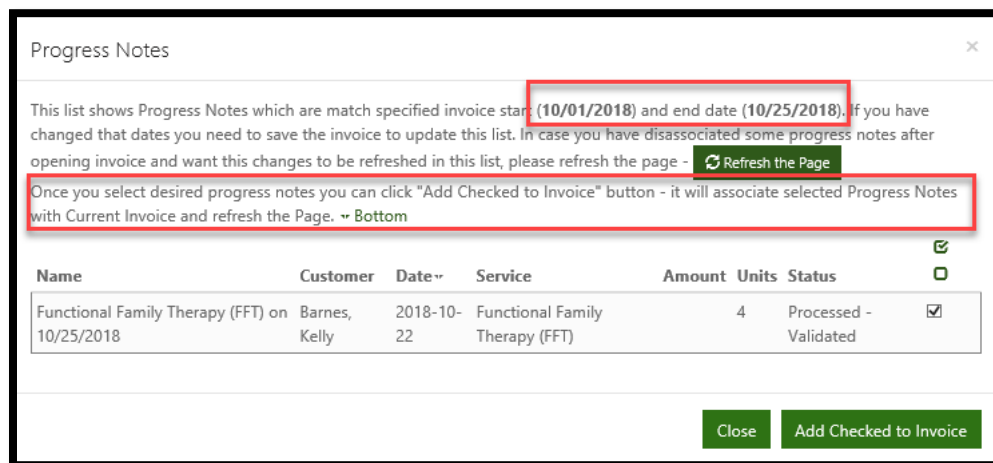 Progress Notes ×
This list shows Progress Notes which are match specified invoice start (10/01/2018) and end date (10/25/2018). If you have
changed that dates you need to save the invoice to update this list. In case you have disassociated some progress notes after
opening invoice and want this changes to be refreshed in this list, please refresh the page - Refresh the Page
Once you select desired progress notes you can click "Add Checked to Invoice" button - it will associate selected Progress Notes
with Current Invoice and refresh the Page. Bottom
Name Customer Date Service Amount Units Status
Functional Family Therapy (FFT) on Barnes, 2018-10- Functional Family 4 Processed -
10/25/2018 Kelly 22 Therapy (FFT) Validated
Close Add Checked to Invoice